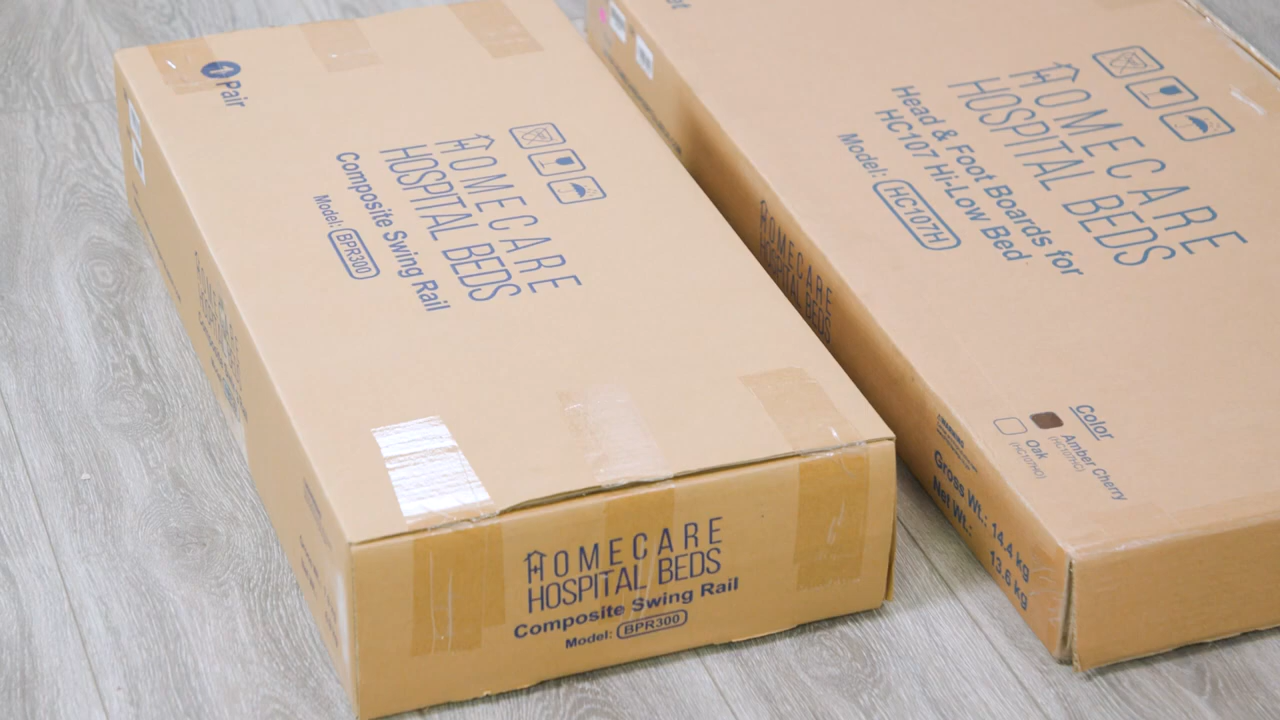 1 Pair
HOMECARE
HOSPITAL BEDS
Composite Swing Rail
Model: BPR300
HOMECARE
HOSPITAL BEDS
Composite Swing Rail
Model: BPR300
HOMECARE
HOSPITAL BEDS
Head & Foot Boards for
HC107 Hi-Low Bed
Model: HC107H
Color
Amber Cherry
(HC107HC)
Oak
(HC107HO)
HOMECARE
HOSPITAL BEDS
Gross Wt.: 14.4 kg
Net Wt.: 13.6 kg